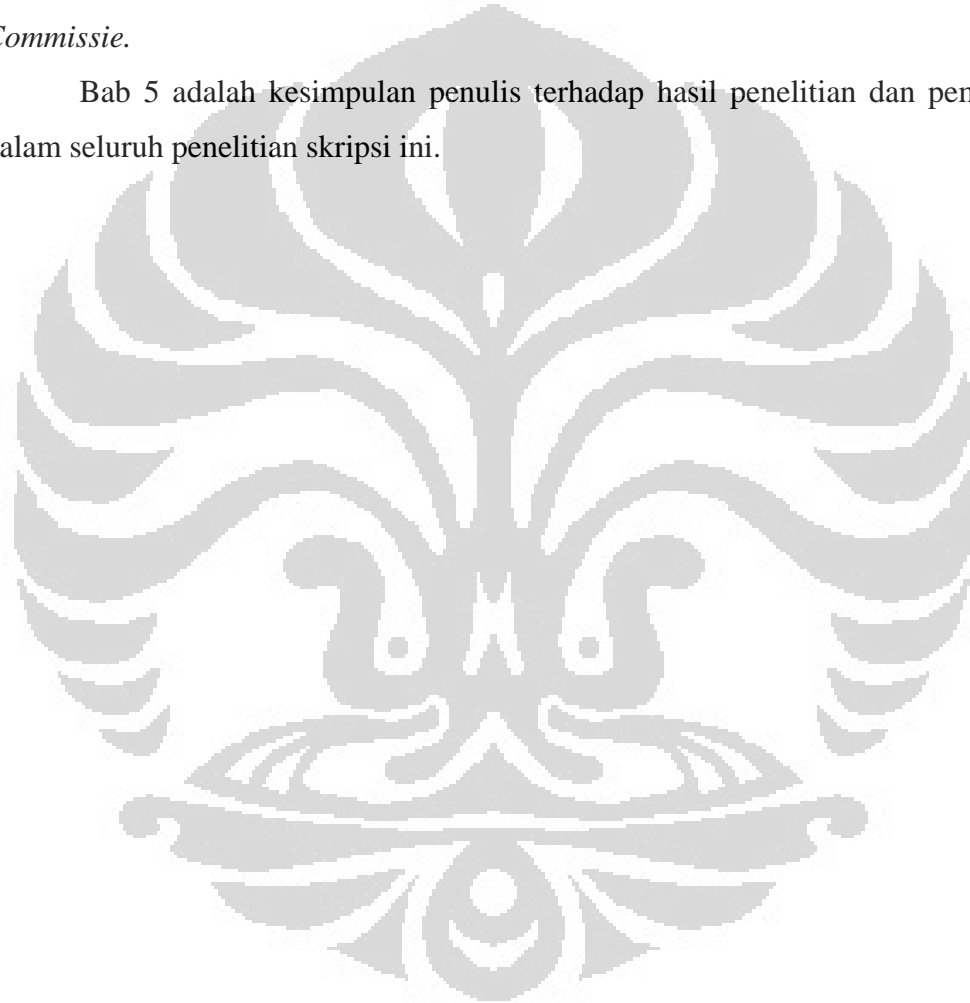 Commissie.
Bab 5 adalah kesimpulan penulis terhadap hasil penelitian dan pen
alam seluruh penelitian skripsi ini.